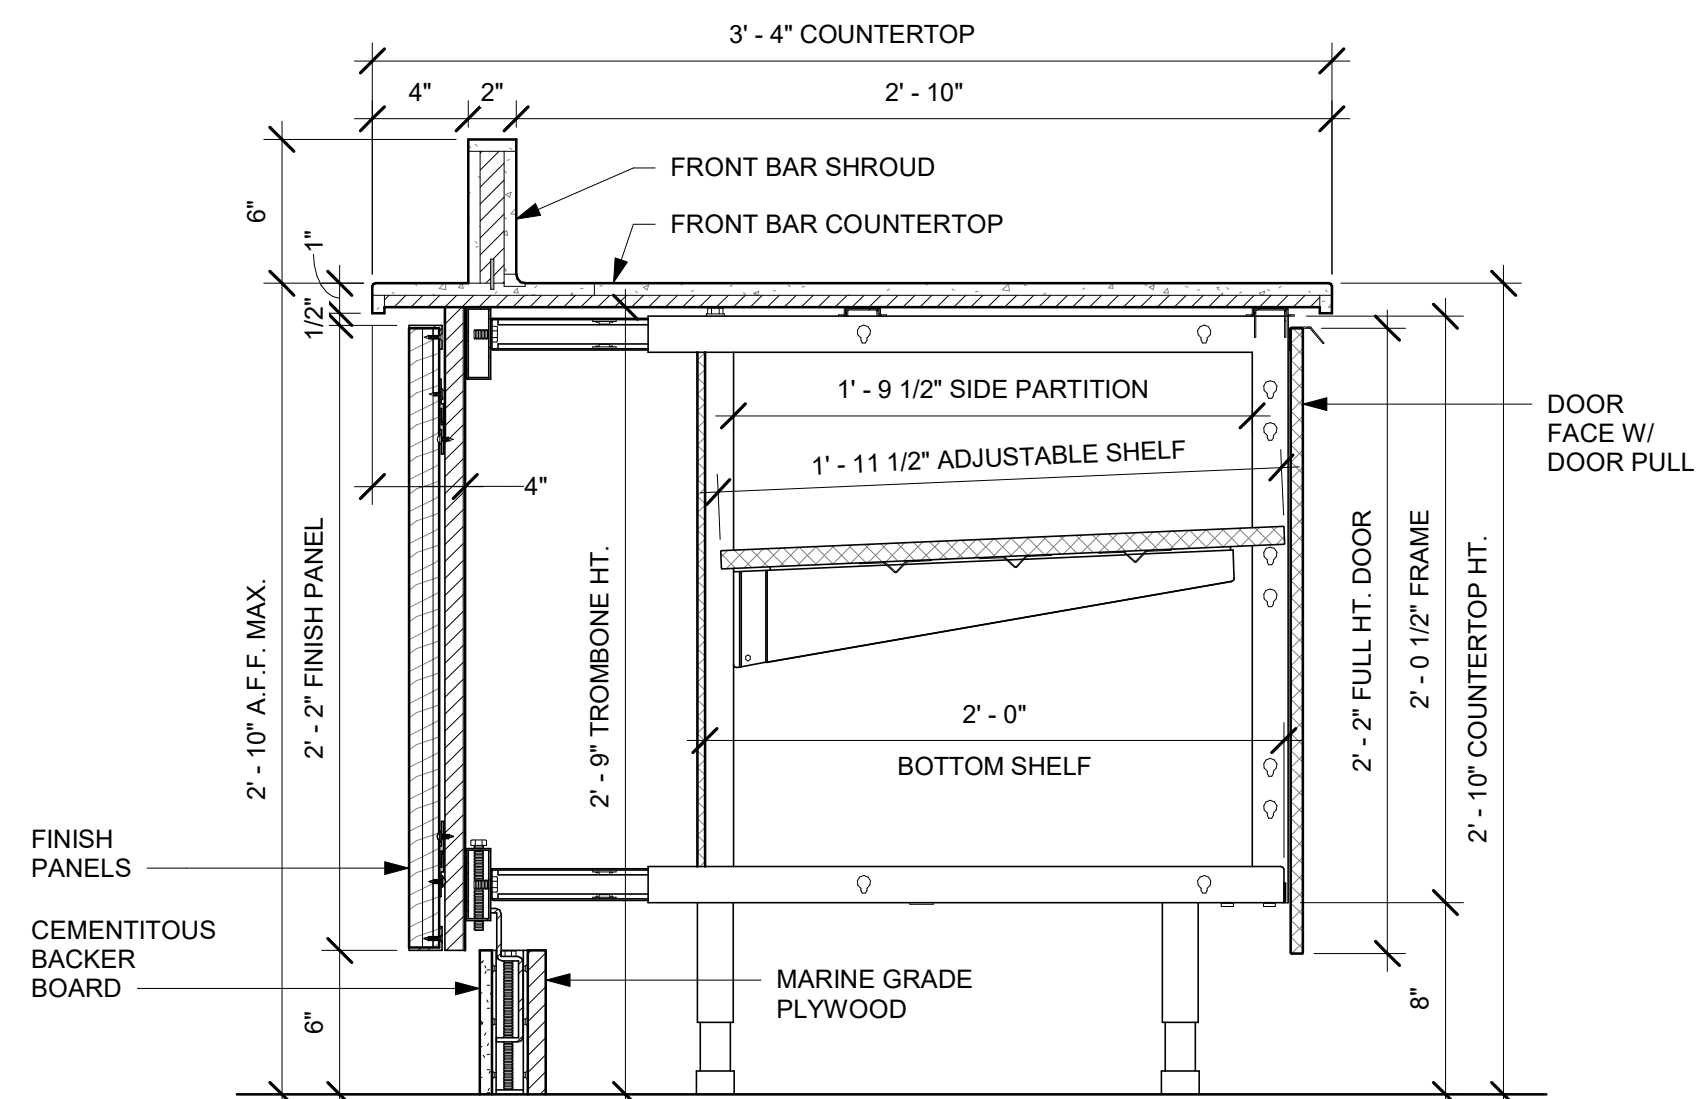 3' - 4" COUNTERTOP
4"
2"
2' - 10"
FRONT BAR SHROUD
6"
FRONT BAR COUNTERTOP
1"
1/2"
1' - 9 1/2" SIDE PARTITION
DOOR
FACE W/
DOOR PULL
1' - 11 1/2" ADJUSTABLE SHELF
4"
2' - 10" A.F.F. MAX.
2' - 2" FINISH PANEL
2' - 9" TROMBONE HT.
2' - 2" FULL HT. DOOR
2' - 0 1/2" FRAME
2' - 10" COUNTERTOP HT.
2' - 0"
BOTTOM SHELF
FINISH
PANELS
CEMENTITOUS
BACKER
BOARD
MARINE GRADE
PLYWOOD
6"
8"